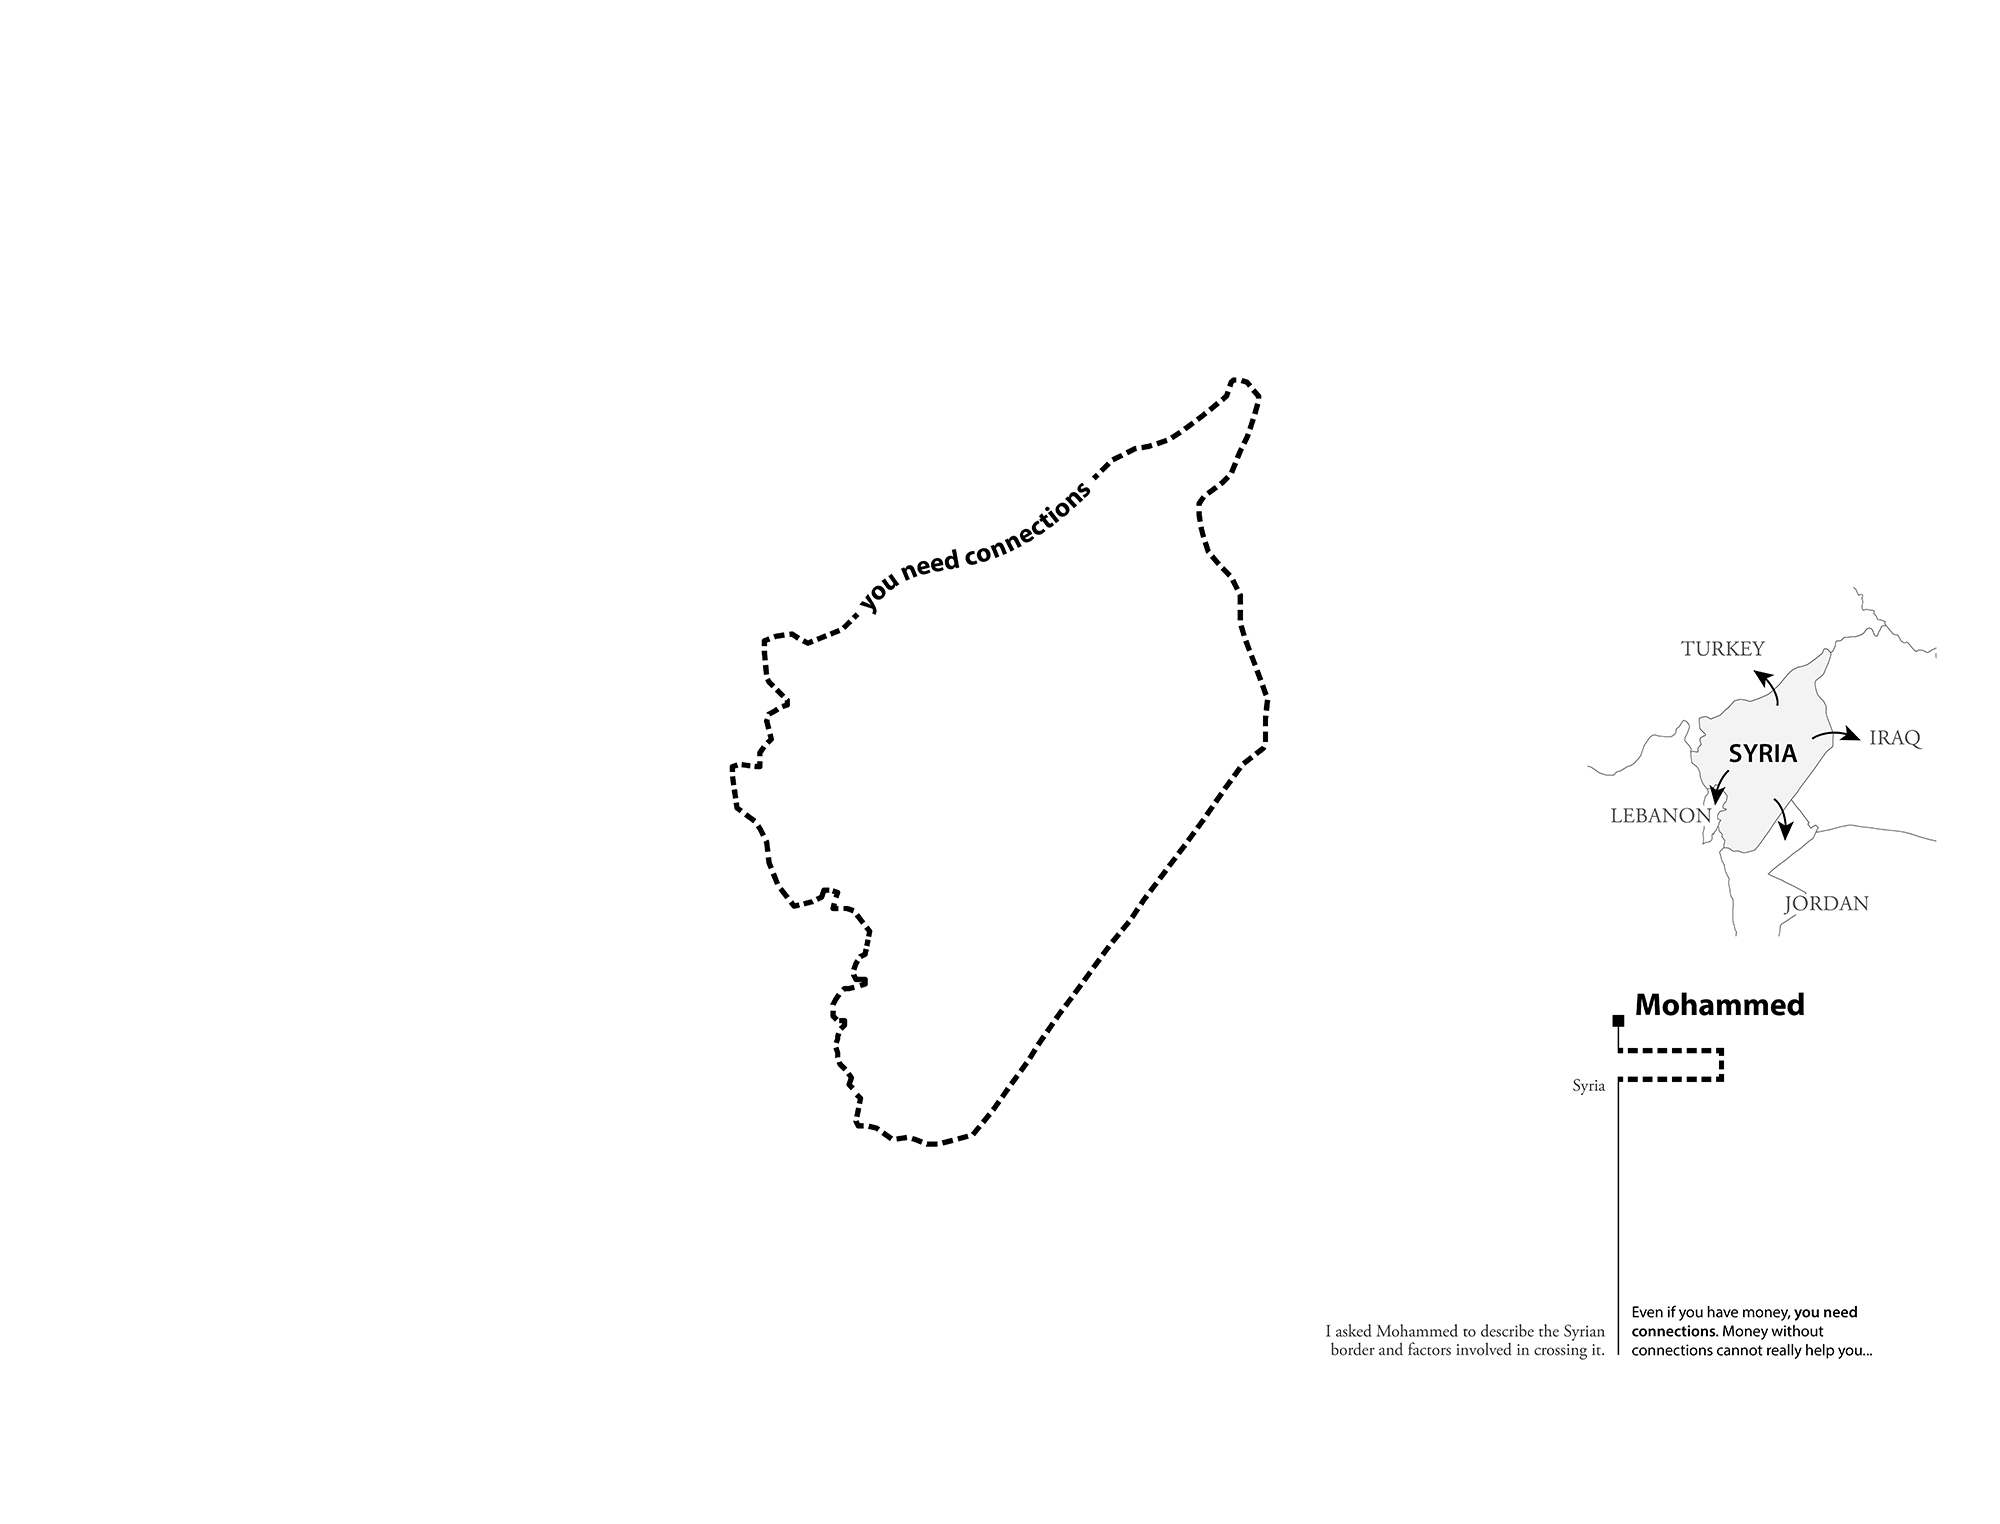 you need connections
TURKEY
IRAQ
SYRIA
LEBANON
JORDAN
Mohammed
Syria
I asked Mohammed to describe the Syrian
border and factors involved in crossing it.
Even if you have money, you need
connections. Money without
connections cannot really help you...